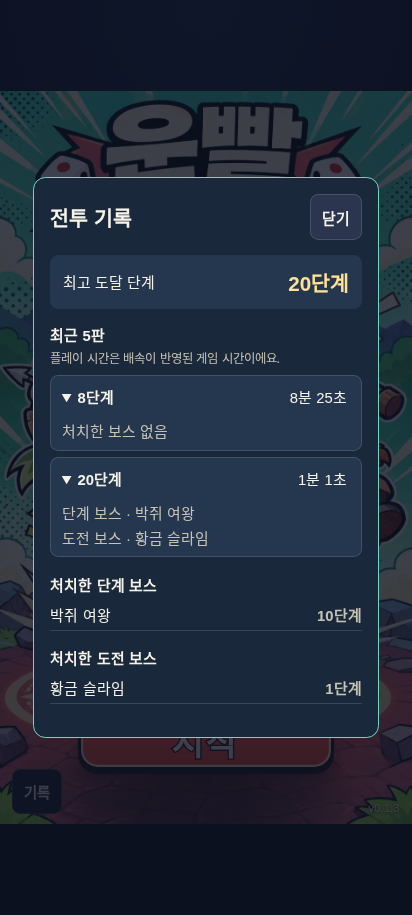 운빨
전투 기록
닫기
최고 도달 단계
20단계
최근 5판
플레이 시간은 배속이 반영된 게임 시간이에요.
▼ 8단계
8분 25초
처치한 보스 없음
▼ 20단계
1분 1초
단계 보스 · 박쥐 여왕
도전 보스 · 황금 슬라임
처치한 단계 보스
박쥐 여왕
10단계
처치한 도전 보스
황금 슬라임
1단계
시작
기록